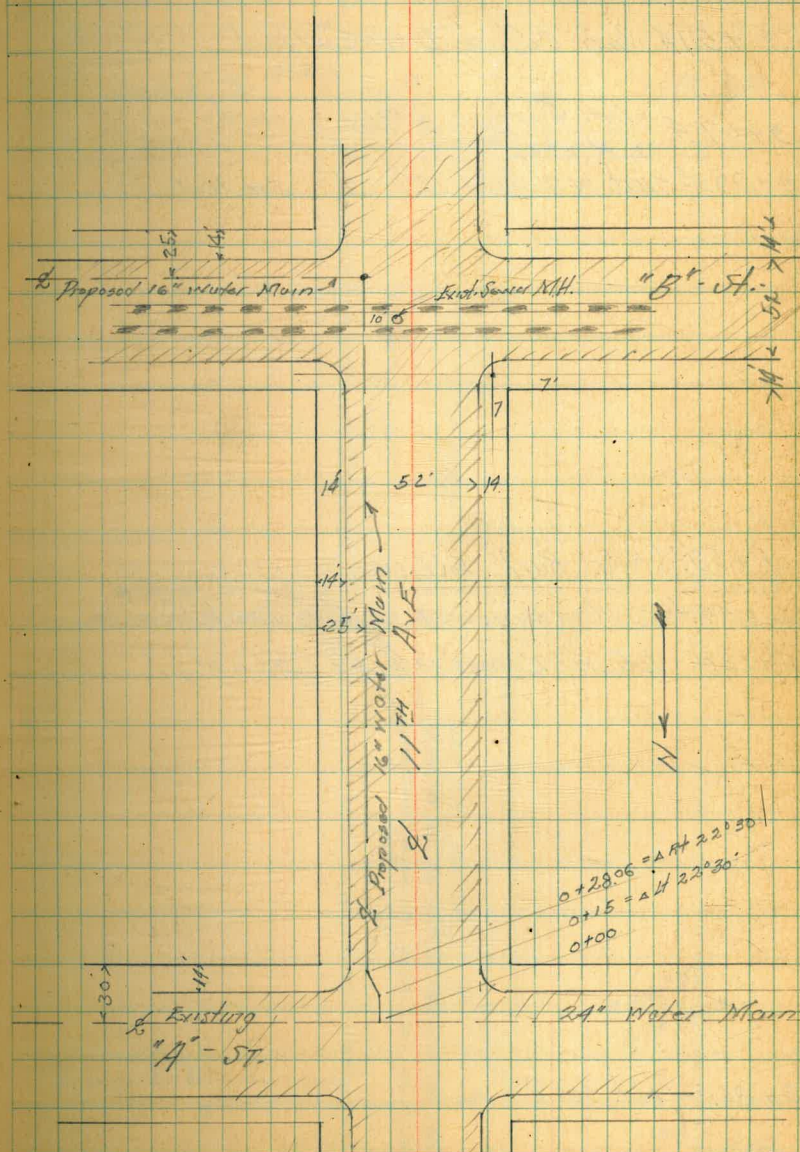 25'
14'
14'
℄ Proposed 16" Water Main
Exist. Sewer M.H.
"B" - St.
52
10'
14'
7'
7
14'
52'
14
14'
25'
℄ Proposed 16" Water Main
℄ 11TH AVE
N
0+28.06 = Δ Rt 22°30'
0+15 = Δ Lt 22°30'
0+00
30'
14'
℄ Existing
24" Water Main
"A" - ST.